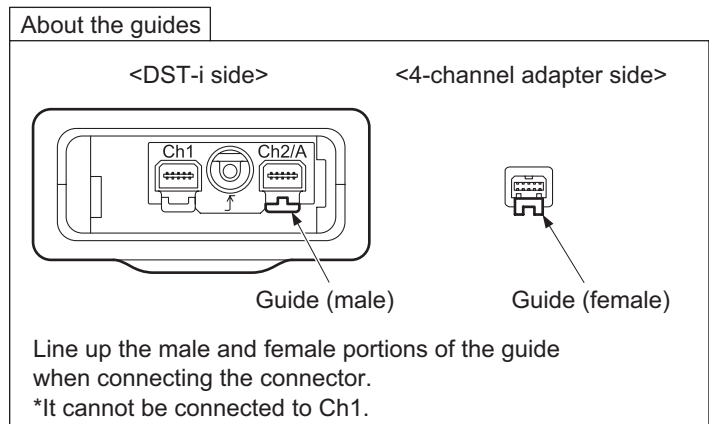 About the guides
<DST-i side>
<4-channel adapter side>
Ch1
Ch2/A
Guide (male)
Guide (female)
Line up the male and female portions of the guide
when connecting the connector.
*It cannot be connected to Ch1.